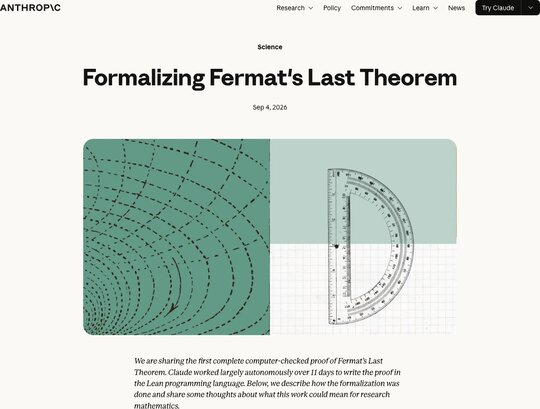 ANTHROP\C
Research Policy Commitments Learn News Try Claude
Science
Formalizing Fermat's Last Theorem
Sep 4, 2026
We are sharing the first complete computer-checked proof of Fermat's Last
Theorem. Claude worked largely autonomously over 11 days to write the proof in
the Lean programming language. Below, we describe how the formalization was
done and share some thoughts about what this work could mean for research
mathematics.